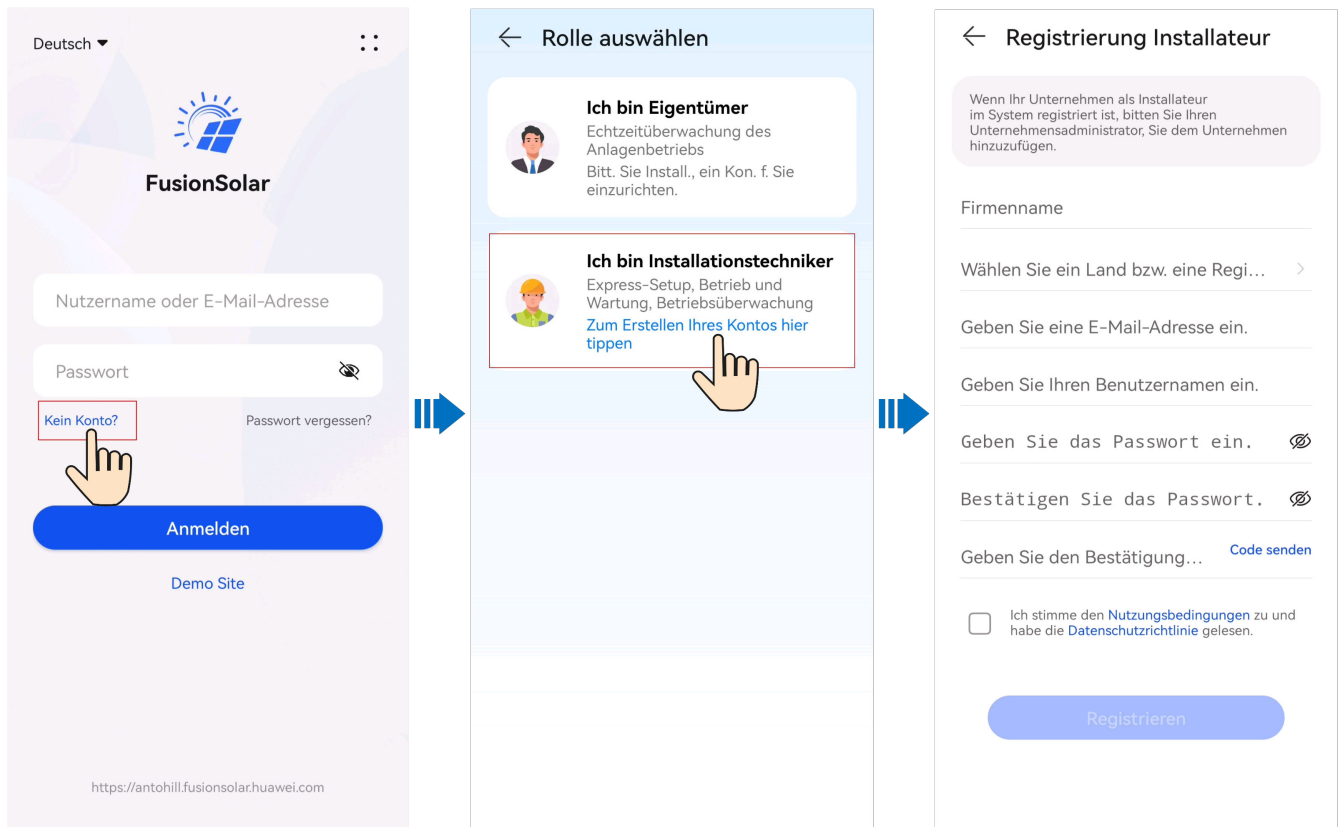 Deutsch
FusionSolar
Nutzername oder E-Mail-Adresse
Passwort
Kein Konto?
Passwort vergessen?
Anmelden
Demo Site
https://antohill.fusionsolar.huawei.com
Rolle auswählen
Ich bin Eigentümer
Echtzeitüberwachung des
Anlagenbetriebs
Bitt. Sie Install., ein Kon. f. Sie
einzurichten.
Ich bin Installationstechniker
Express-Setup, Betrieb und
Wartung, Betriebsüberwachung
Zum Erstellen Ihres Kontos hier
tippen
Registrierung Installateur
Wenn Ihr Unternehmen als Installateur
im System registriert ist, bitten Sie Ihren
Unternehmensadministrator, Sie dem Unternehmen
hinzuzufügen.
Firmenname
Wählen Sie ein Land bzw. eine Regi...
Geben Sie eine E-Mail-Adresse ein.
Geben Sie Ihren Benutzernamen ein.
Geben Sie das Passwort ein.
Bestätigen Sie das Passwort.
Geben Sie den Bestätigung...
Code senden
Ich stimme den Nutzungsbedingungen zu und
habe die Datenschutzrichtlinie gelesen.
Registrieren